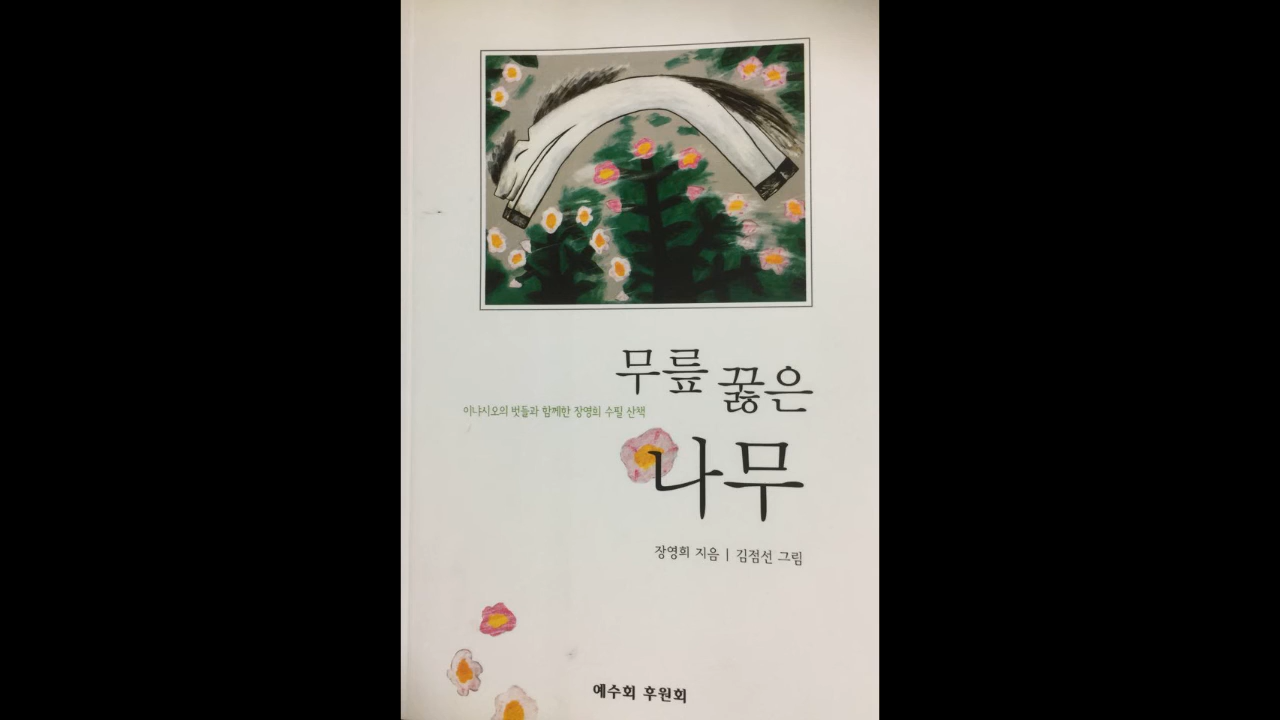 무릎 꿇은
이냐시오의 벗들과 함께한 장영희 수필 산책
나무
장영희 지음 | 김점선 그림
예수회 후원회